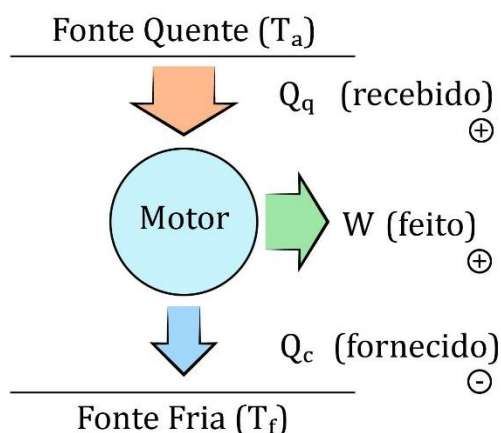 Fonte Quente (Tₐ)
Q_q (recebido)
⊕
Motor
W (feito)
⊕
Q_c (fornecido)
⊖
Fonte Fria (T_f)